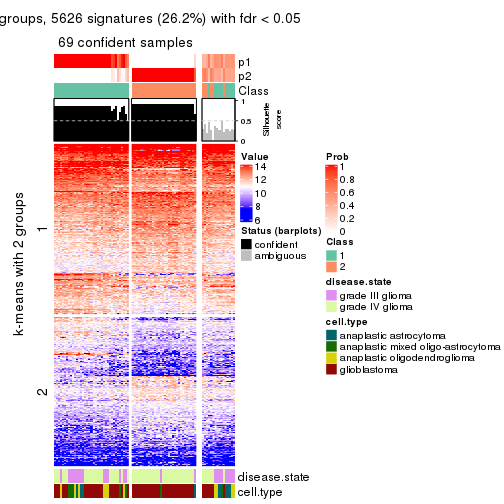 groups, 5626 signatures (26.2%) with fdr < 0.05
69 confident samples
p1
p2
Class
1
0.5
0
Silhouette
score
k-means with 2 groups
1
2
Value
14
12
10
8
6
Status (barplots)
confident
ambiguous
Prob
1
0.8
0.6
0.4
0.2
0
Class
1
2
disease.state
grade III glioma
grade IV glioma
cell.type
anaplastic astrocytoma
anaplastic mixed oligo-astrocytoma
anaplastic oligodendroglioma
glioblastoma
disease.state
cell.type